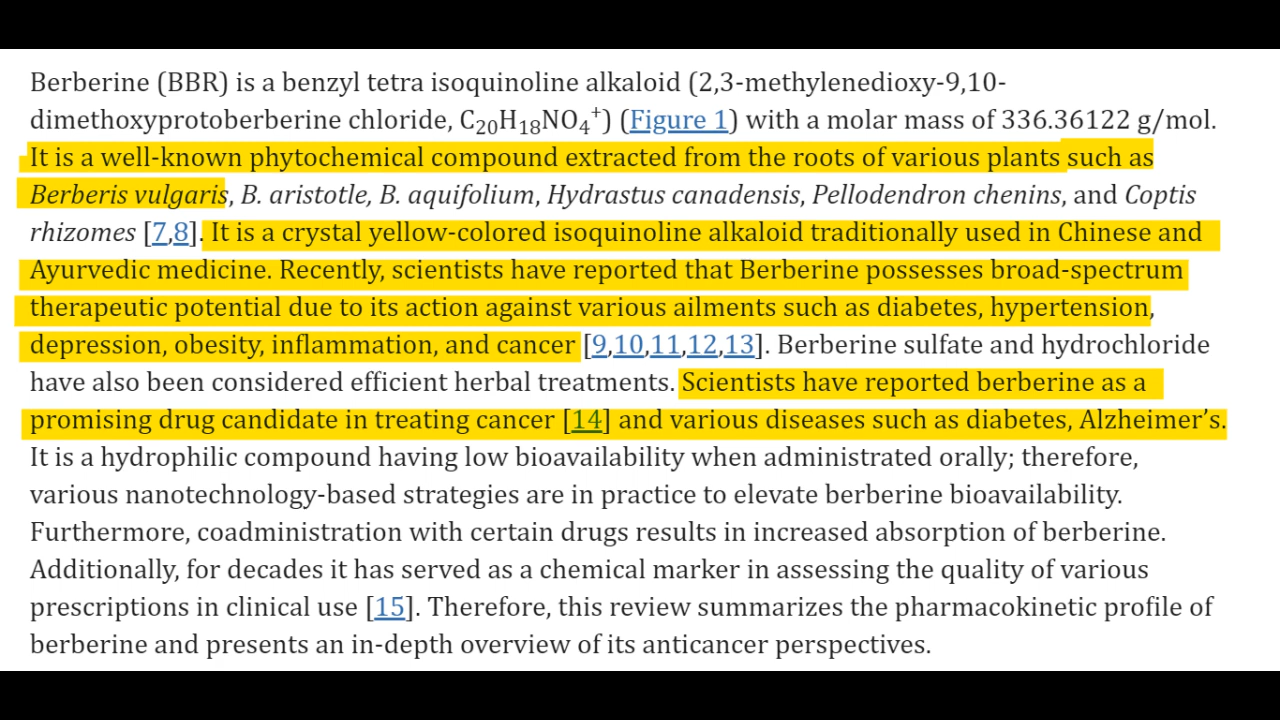 Berberine (BBR) is a benzyl tetra isoquinoline alkaloid (2,3-methylenedioxy-9,10-
dimethoxyprotoberberine chloride, C₂₀H₁₈NO₄⁺) (Figure 1) with a molar mass of 336.36122 g/mol.
It is a well-known phytochemical compound extracted from the roots of various plants such as
Berberis vulgaris, B. aristotle, B. aquifolium, Hydrastus canadensis, Pellodendron chenins, and Coptis
rhizomes [7,8]. It is a crystal yellow-colored isoquinoline alkaloid traditionally used in Chinese and
Ayurvedic medicine. Recently, scientists have reported that Berberine possesses broad-spectrum
therapeutic potential due to its action against various ailments such as diabetes, hypertension,
depression, obesity, inflammation, and cancer [9,10,11,12,13]. Berberine sulfate and hydrochloride
have also been considered efficient herbal treatments. Scientists have reported berberine as a
promising drug candidate in treating cancer [14] and various diseases such as diabetes, Alzheimer’s.
It is a hydrophilic compound having low bioavailability when administrated orally; therefore,
various nanotechnology-based strategies are in practice to elevate berberine bioavailability.
Furthermore, coadministration with certain drugs results in increased absorption of berberine.
Additionally, for decades it has served as a chemical marker in assessing the quality of various
prescriptions in clinical use [15]. Therefore, this review summarizes the pharmacokinetic profile of
berberine and presents an in-depth overview of its anticancer perspectives.